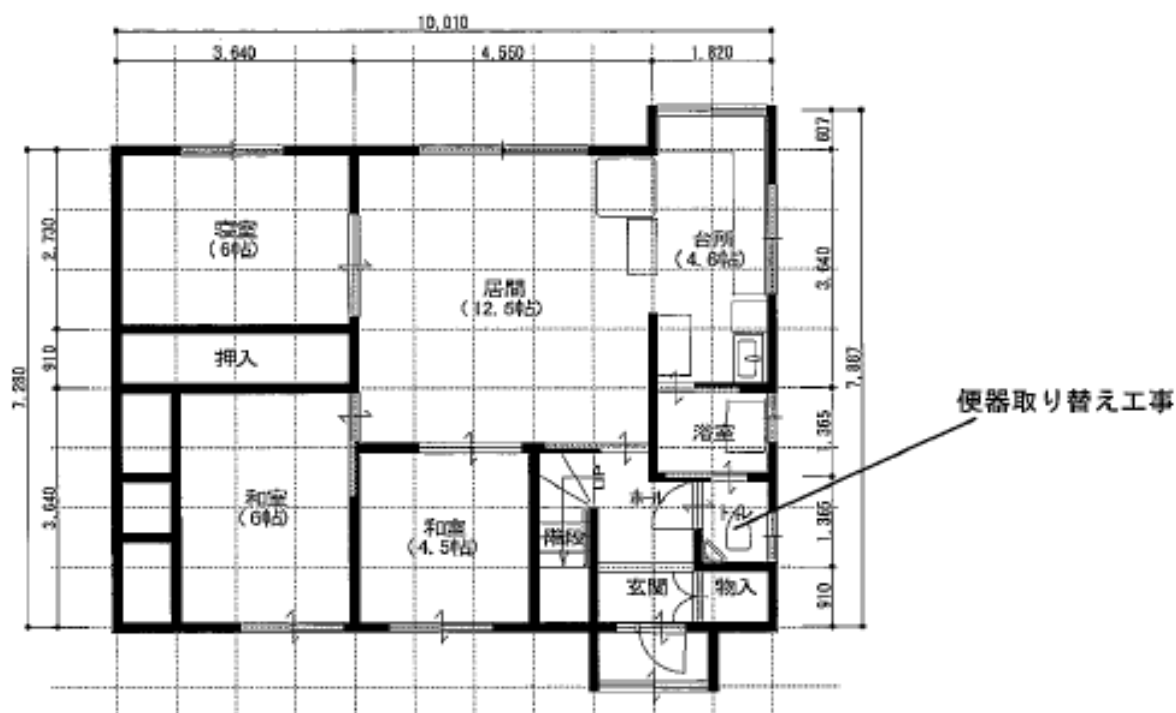 10,010
3,640
4,550
1,820
607
2,730
寝室
(6帖)
台所
(4.6帖)
3,640
居間
(12.5帖)
910
押入
7,280
7,887
便器取り替え工事
1,365
浴室
UP
和室
(6帖)
ホール
トイレ
3,640
和室
(4.5帖)
階段
1,365
玄関
物入
910